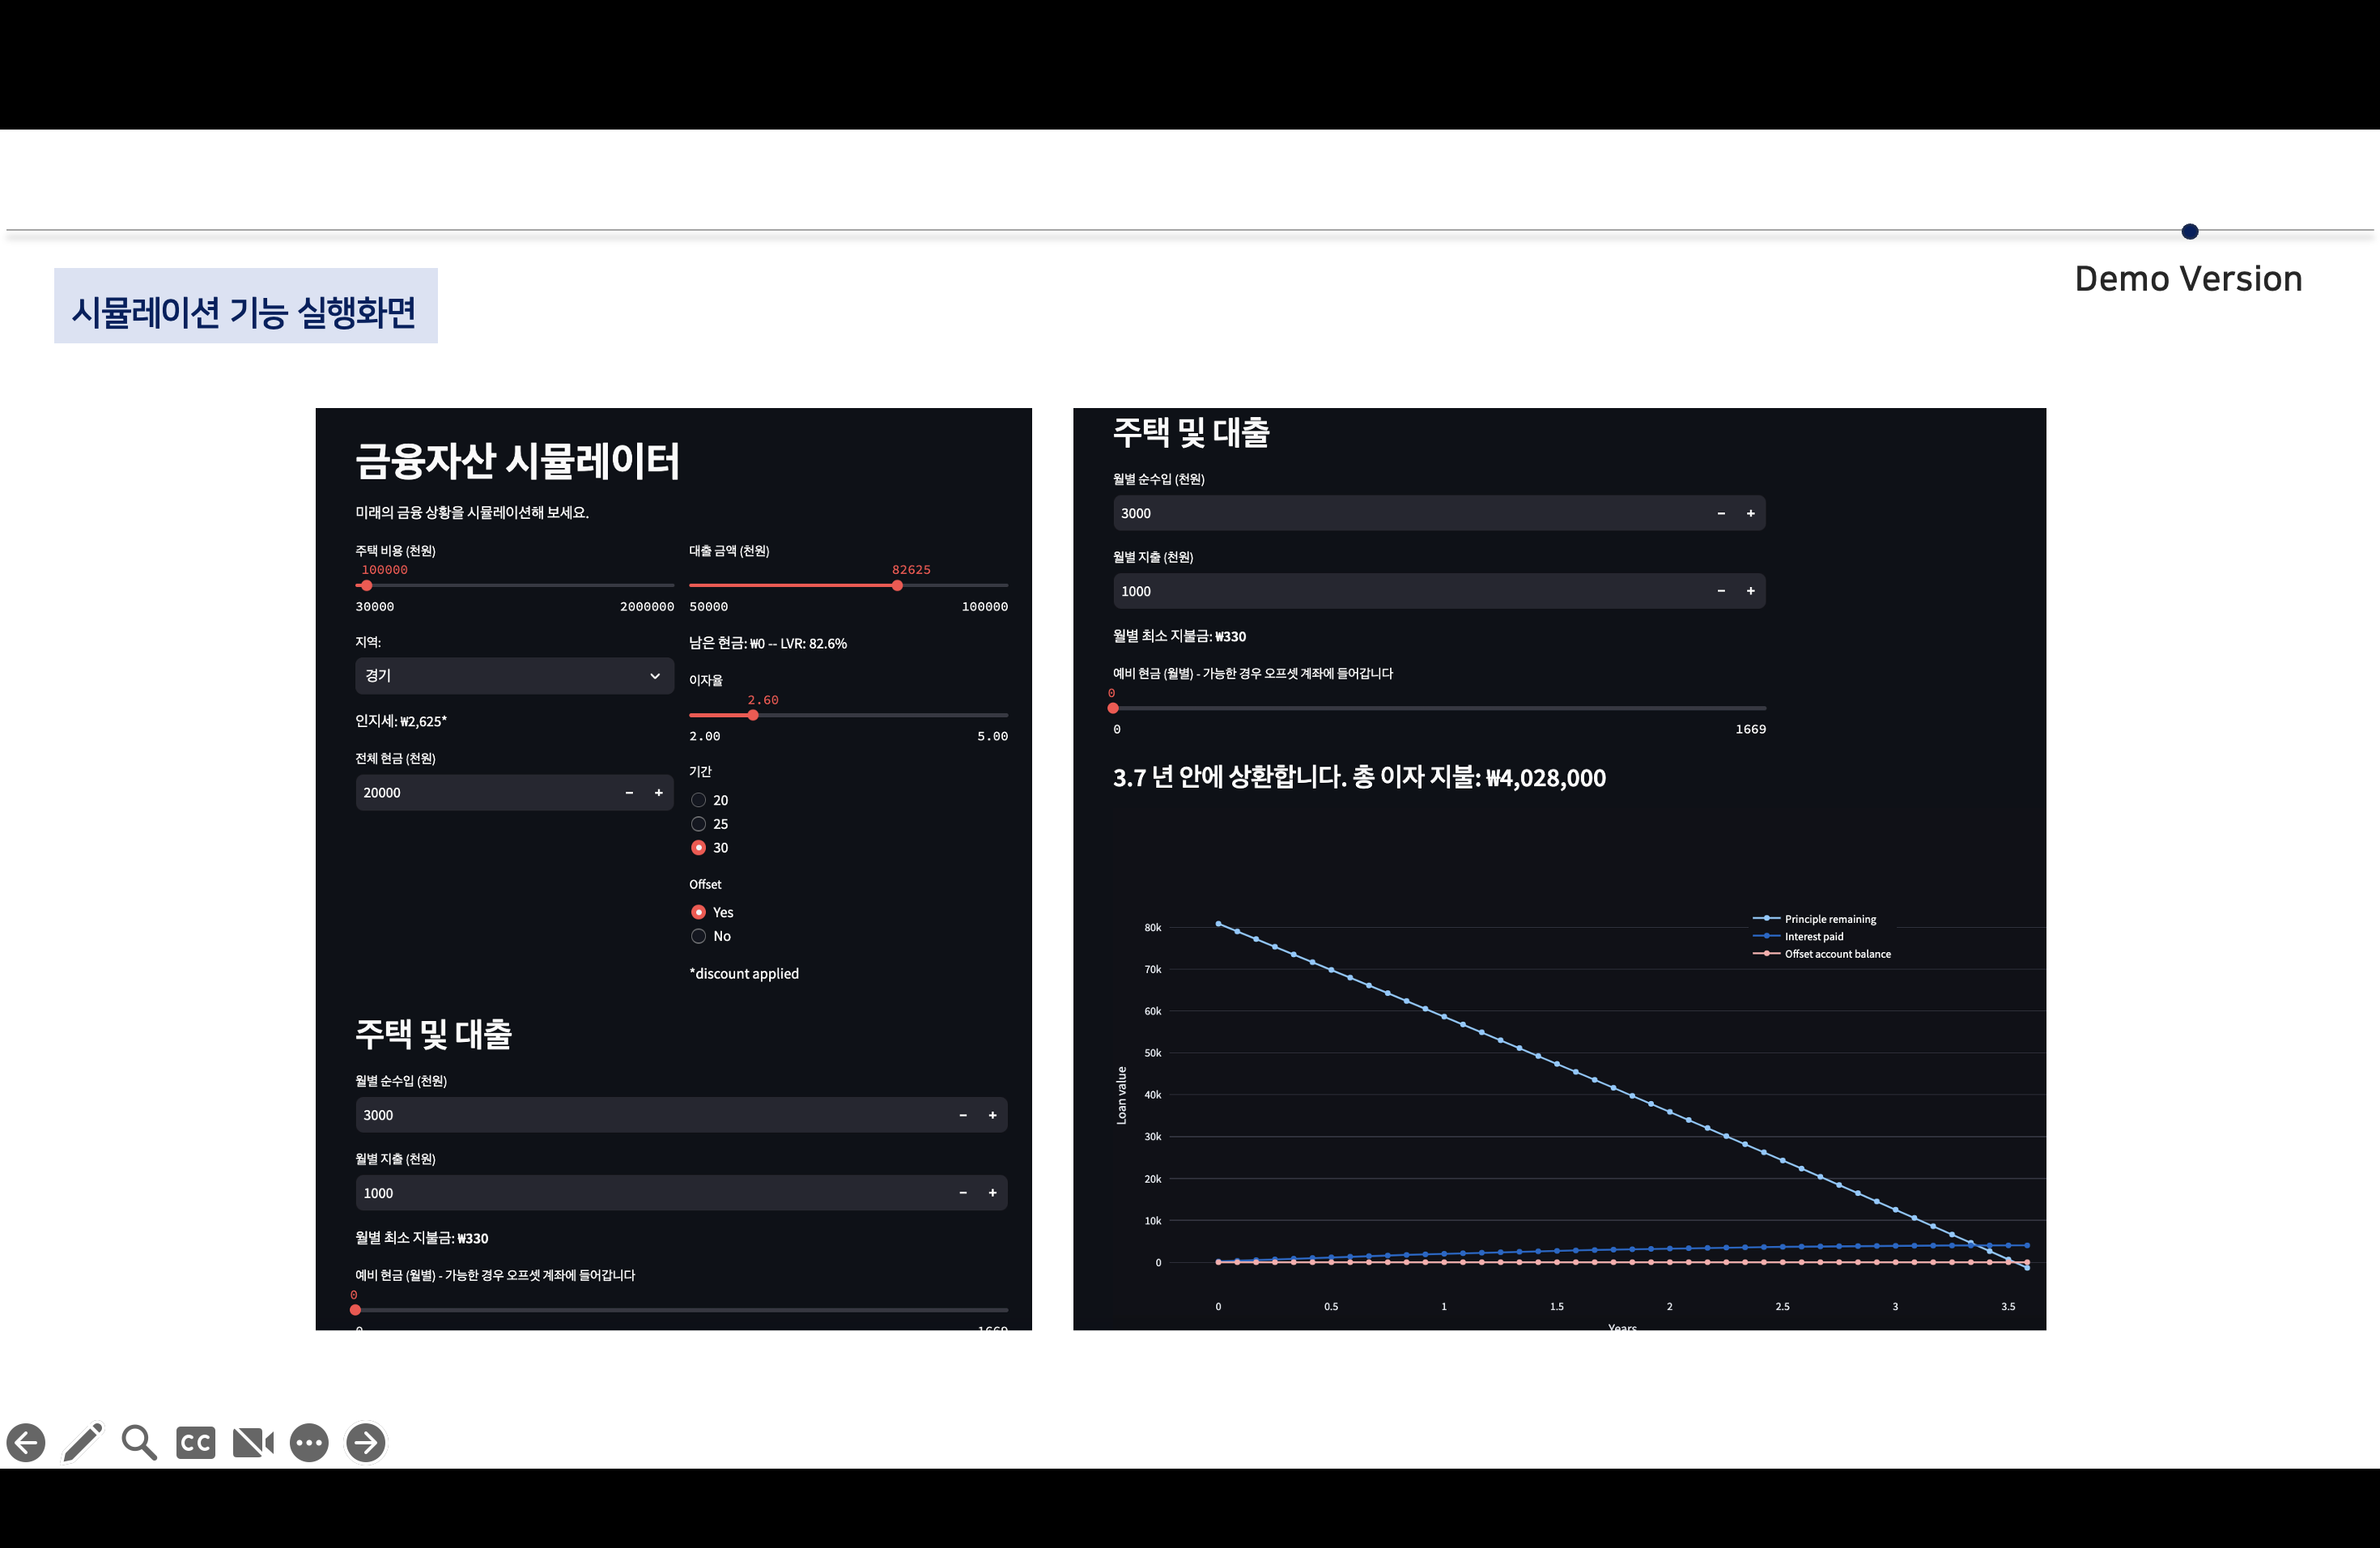 Demo Version
시뮬레이션 기능 실행화면
금융자산 시뮬레이터
미래의 금융 상황을 시뮬레이션해 보세요.
주택 비용 (천원)
100000
30000 2000000
지역:
경기
인지세: ₩2,625*
전체 현금 (천원)
20000 − +
대출 금액 (천원)
82625
50000 100000
남은 현금: ₩0 -- LVR: 82.6%
이자율
2.60
2.00 5.00
기간
20
25
30
Offset
Yes
No
*discount applied
주택 및 대출
월별 순수입 (천원)
3000 − +
월별 지출 (천원)
1000 − +
월별 최소 지불금: ₩330
예비 현금 (월별) - 가능한 경우 오프셋 계좌에 들어갑니다
0
0 1669
주택 및 대출
월별 순수입 (천원)
3000 − +
월별 지출 (천원)
1000 − +
월별 최소 지불금: ₩330
예비 현금 (월별) - 가능한 경우 오프셋 계좌에 들어갑니다
0
0 1669
3.7 년 안에 상환합니다. 총 이자 지불: ₩4,028,000
Principle remaining
Interest paid
Offset account balance
80k
70k
60k
50k
40k
30k
20k
10k
0
Loan value
0 0.5 1 1.5 2 2.5 3 3.5
Years
CC